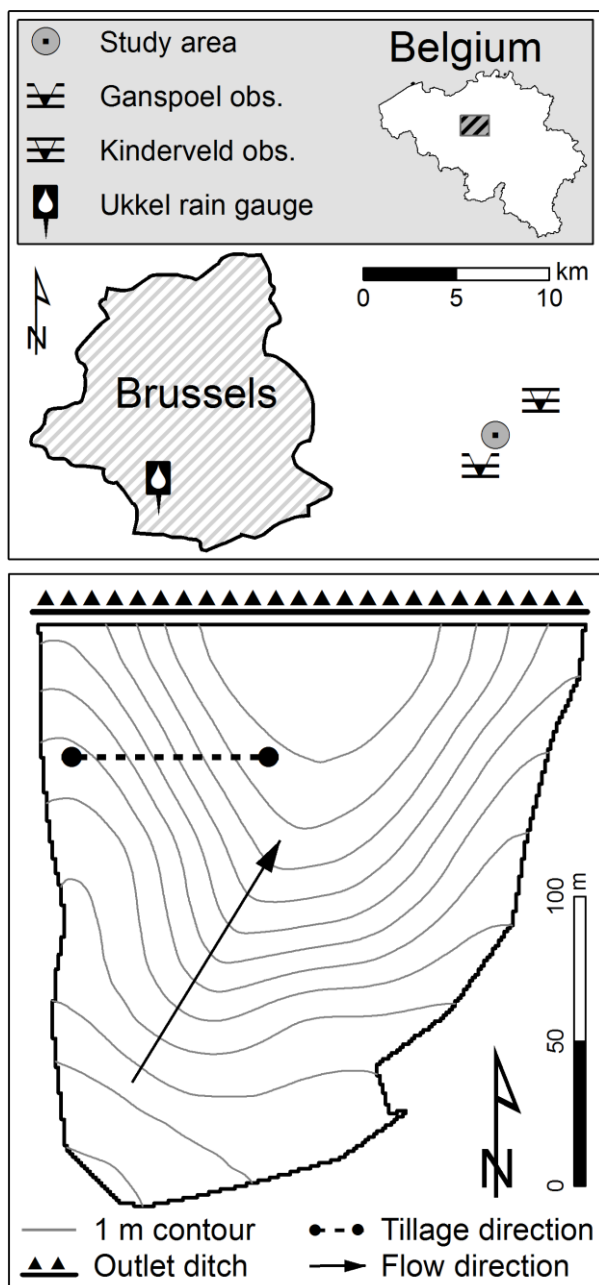 Study area
Belgium
Ganspoel obs.
Kinderveld obs.
Ukkel rain gauge
km
0 5 10
N
Brussels
100
m
50
0
N
1 m contour
Tillage direction
Outlet ditch
Flow direction